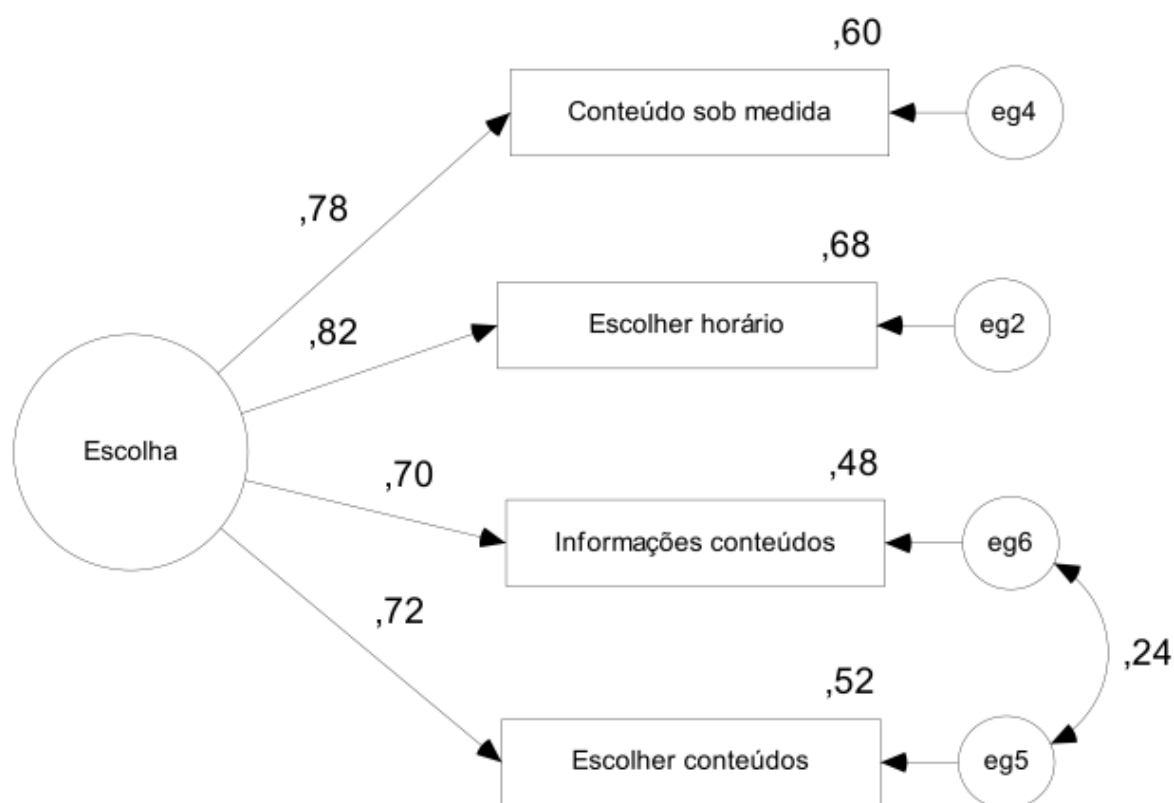 ,60
Conteúdo sob medida
eg4
,78
,68
Escolher horário
eg2
,82
Escolha
,48
,70
Informações conteúdos
eg6
,72
,24
,52
Escolher conteúdos
eg5